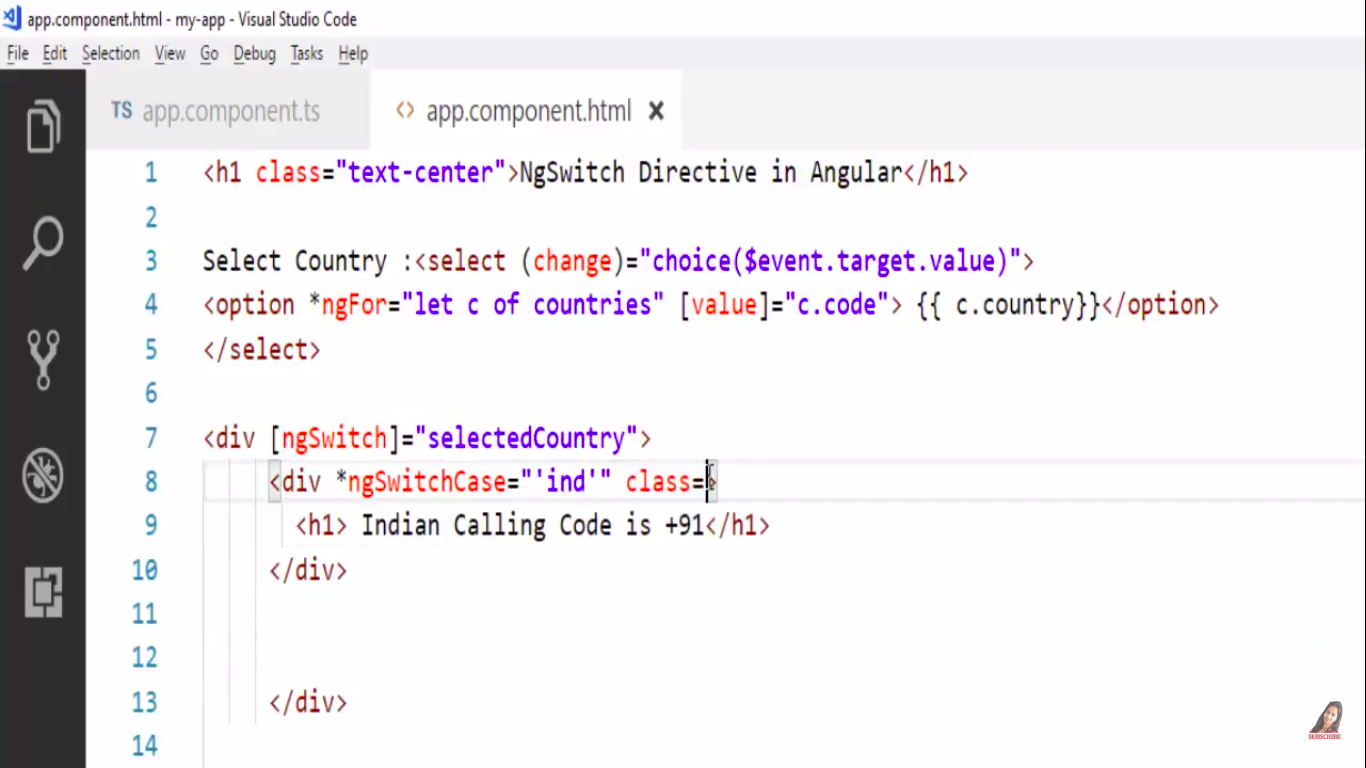 app.component.html - my-app - Visual Studio Code
File Edit Selection View Go Debug Tasks Help
TS app.component.ts <> app.component.html ×
1 <h1 class="text-center">NgSwitch Directive in Angular</h1>
2
3 Select Country :<select (change)="choice($event.target.value)">
4 <option *ngFor="let c of countries" [value]="c.code"> {{ c.country}}</option>
5 </select>
6
7 <div [ngSwitch]="selectedCountry">
8 <div *ngSwitchCase="'ind'" class=>
9 <h1> Indian Calling Code is +91</h1>
10 </div>
11
12
13 </div>
14
SUBSCRIBE